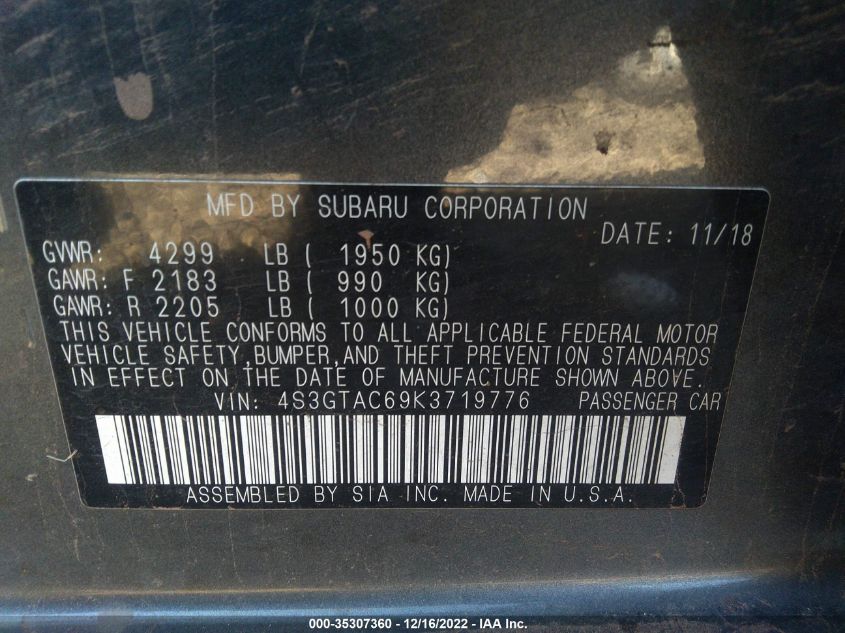 MFD BY SUBARU CORPORATION
DATE: 11/18
GVWR: 4299 LB ( 1950 KG)
GAWR: F 2183 LB ( 990 KG)
GAWR: R 2205 LB ( 1000 KG)
THIS VEHICLE CONFORMS TO ALL APPLICABLE FEDERAL MOTOR
VEHICLE SAFETY,BUMPER,AND THEFT PREVENTION STANDARDS
IN EFFECT ON THE DATE OF MANUFACTURE SHOWN ABOVE.
VIN: 4S3GTAC69K3719776 PASSENGER CAR
ASSEMBLED BY SIA INC. MADE IN U.S.A.
000-35307360 - 12/16/2022 - IAA Inc.